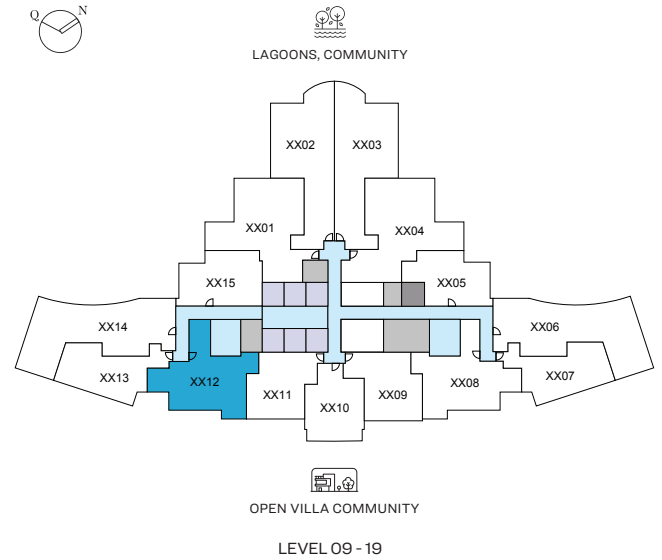 Q N
LAGOONS, COMMUNITY
XX02 XX03
XX01 XX04
XX15 XX05
XX14 XX06
XX13 XX12 XX11 XX10 XX09 XX08 XX07
OPEN VILLA COMMUNITY
LEVEL 09 - 19